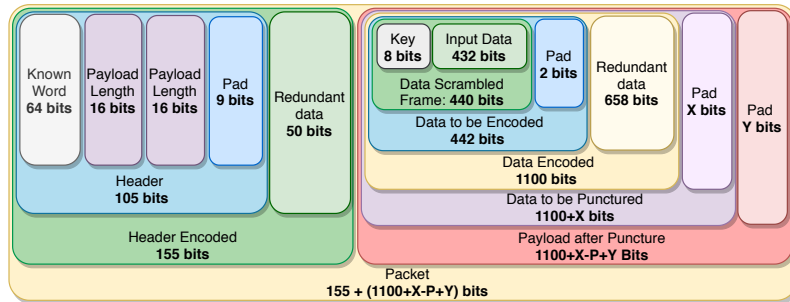 Known
Word
64 bits
Payload
Length
16 bits
Payload
Length
16 bits
Pad
9 bits
Redundant
data
50 bits
Header
105 bits
Header Encoded
155 bits
Key
8 bits
Input Data
432 bits
Data Scrambled
Frame: 440 bits
Pad
2 bits
Data to be Encoded
442 bits
Redundant
data
658 bits
Data Encoded
1100 bits
Pad
X bits
Data to be Punctured
1100+X bits
Pad
Y bits
Payload after Puncture
1100+X-P+Y Bits
Packet
155 + (1100+X-P+Y) bits